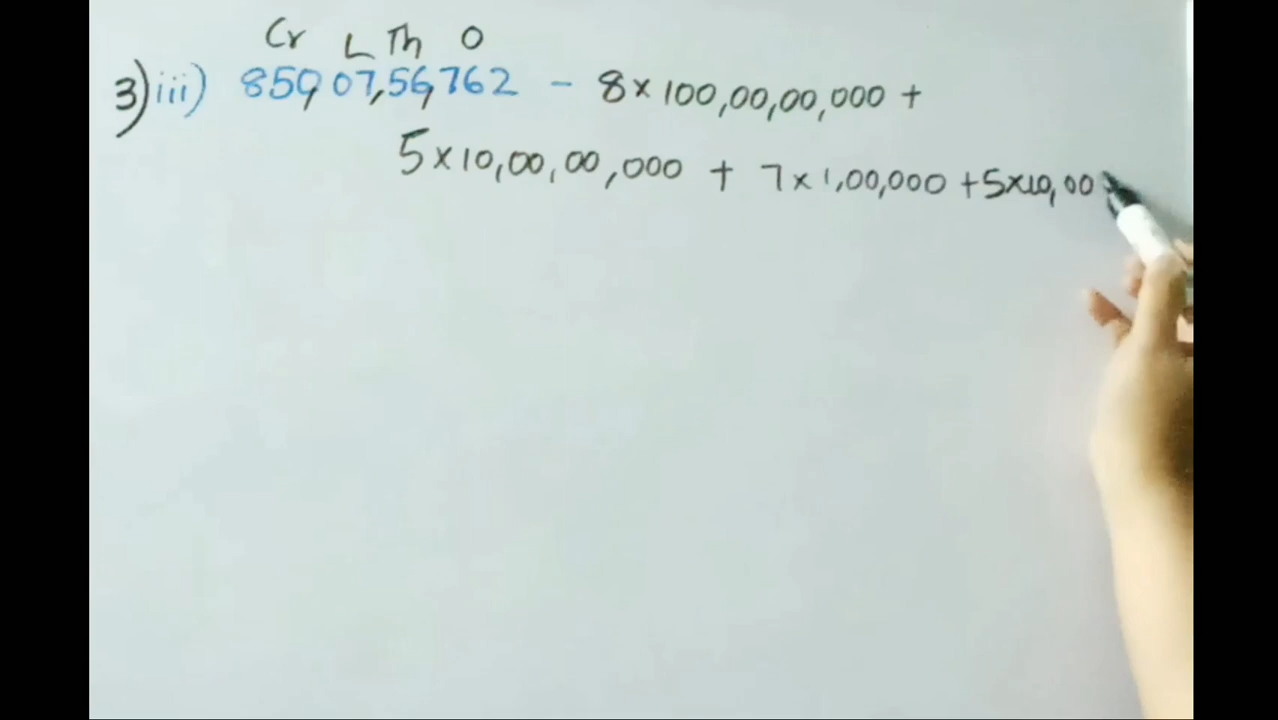 Cr L Th O
3) iii) 859,07,56,762 - 8 × 100,00,00,000 +
5 × 10,00,00,000 + 7 × 1,00,000 + 5 × 10,00